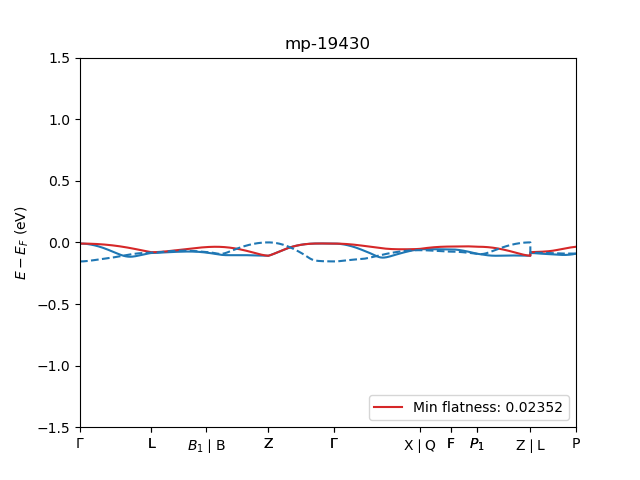 mp-19430
1.5
1.0
0.5
0.0
−0.5
−1.0
−1.5
E − E_F (eV)
Min flatness: 0.02352
Γ L B₁ | B Z Γ X | Q F P₁ Z | L P